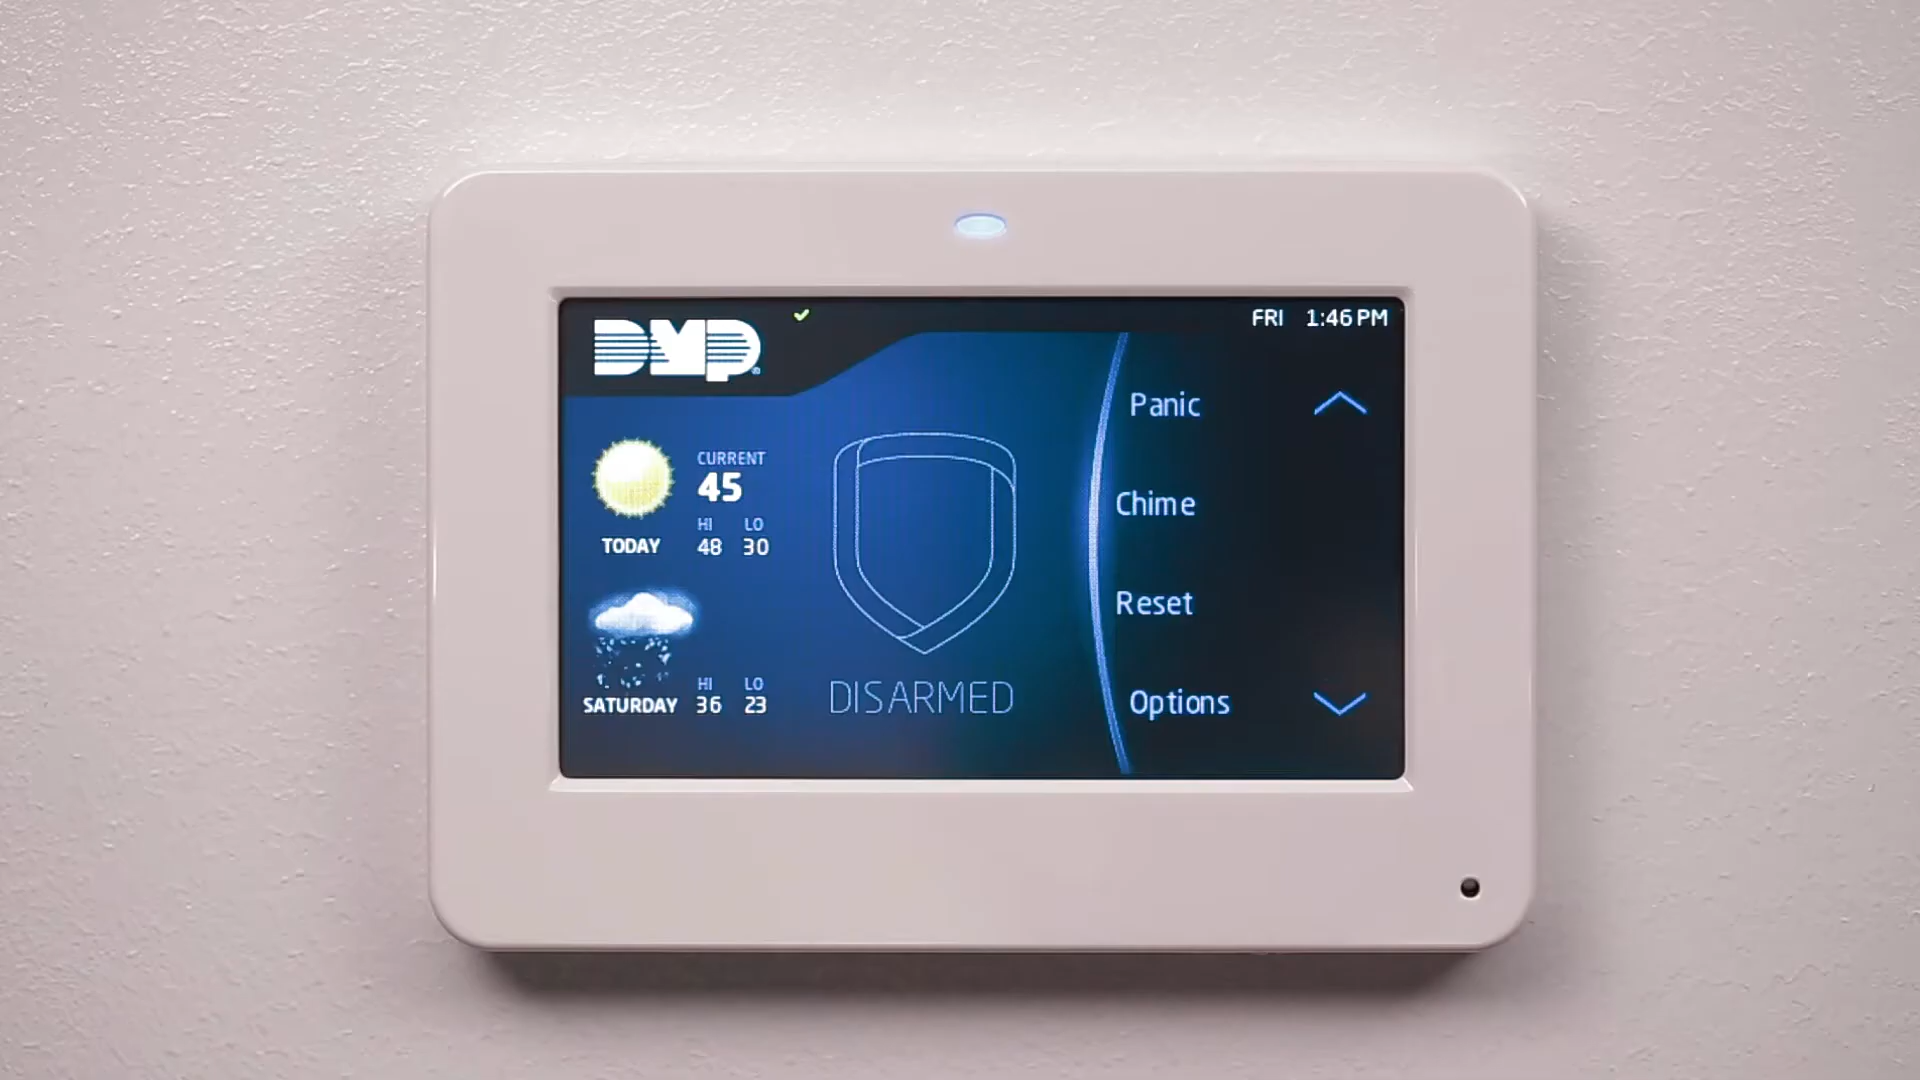 DMP®
FRI 1:46 PM
CURRENT
45
HI LO
TODAY 48 30
HI LO
SATURDAY 36 23
DISARMED
Panic
Chime
Reset
Options